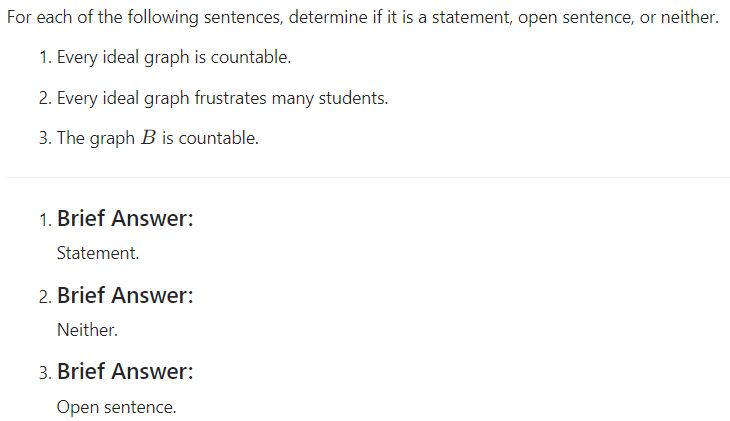 For each of the following sentences, determine if it is a statement, open sentence, or neither.
1. Every ideal graph is countable.
2. Every ideal graph frustrates many students.
3. The graph B is countable.
1. Brief Answer:
Statement.
2. Brief Answer:
Neither.
3. Brief Answer:
Open sentence.